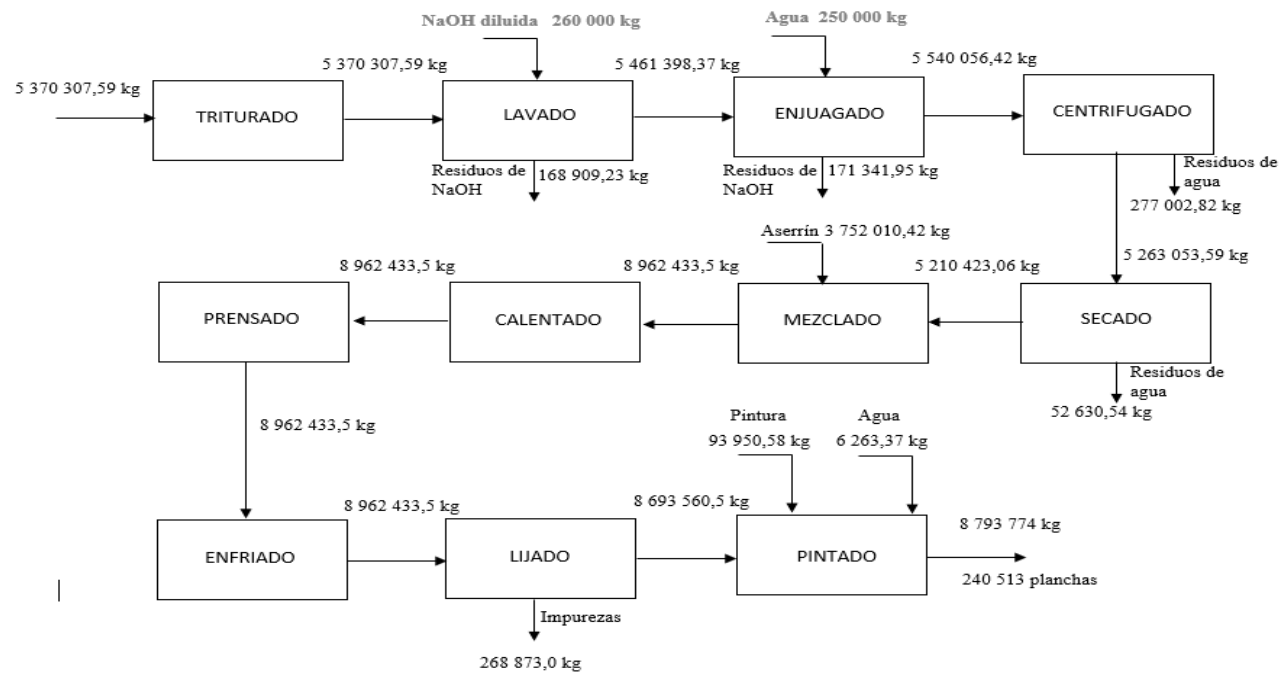 NaOH diluida 260 000 kg
Agua 250 000 kg
5 370 307,59 kg
5 370 307,59 kg
5 461 398,37 kg
5 540 056,42 kg
TRITURADO
LAVADO
ENJUAGADO
CENTRIFUGADO
Residuos de
NaOH
168 909,23 kg
Residuos de
NaOH
171 341,95 kg
Residuos de
agua
277 002,82 kg
Aserrín 3 752 010,42 kg
8 962 433,5 kg
8 962 433,5 kg
5 210 423,06 kg
5 263 053,59 kg
PRENSADO
CALENTADO
MEZCLADO
SECADO
Residuos de
agua
52 630,54 kg
8 962 433,5 kg
Pintura
93 950,58 kg
Agua
6 263,37 kg
8 962 433,5 kg
8 693 560,5 kg
8 793 774 kg
ENFRIADO
LIJADO
PINTADO
240 513 planchas
Impurezas
268 873,0 kg